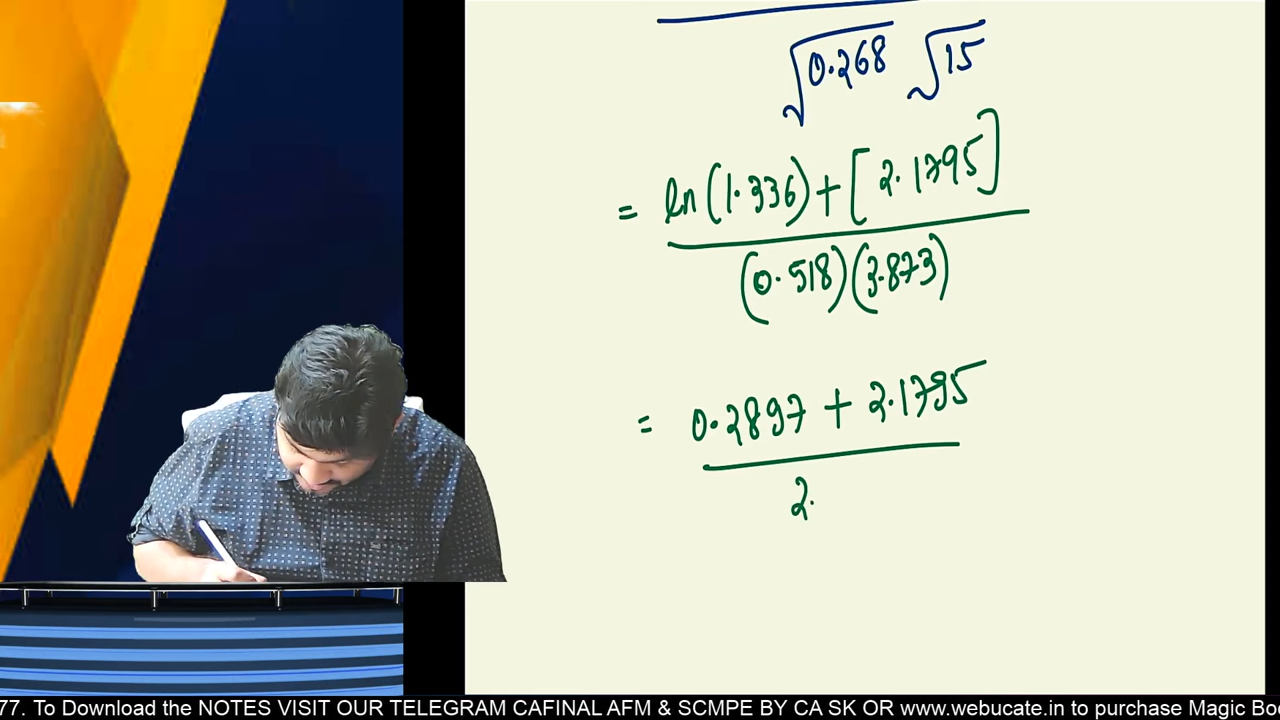 √0.268 √15
= ln(1.336) + [2.1795]
(0.518)(3.873)
= 0.2897 + 2.1795
2.
77. To Download the NOTES VISIT OUR TELEGRAM CAFINAL AFM & SCMPE BY CA SK OR www.webucate.in to purchase Magic Bo